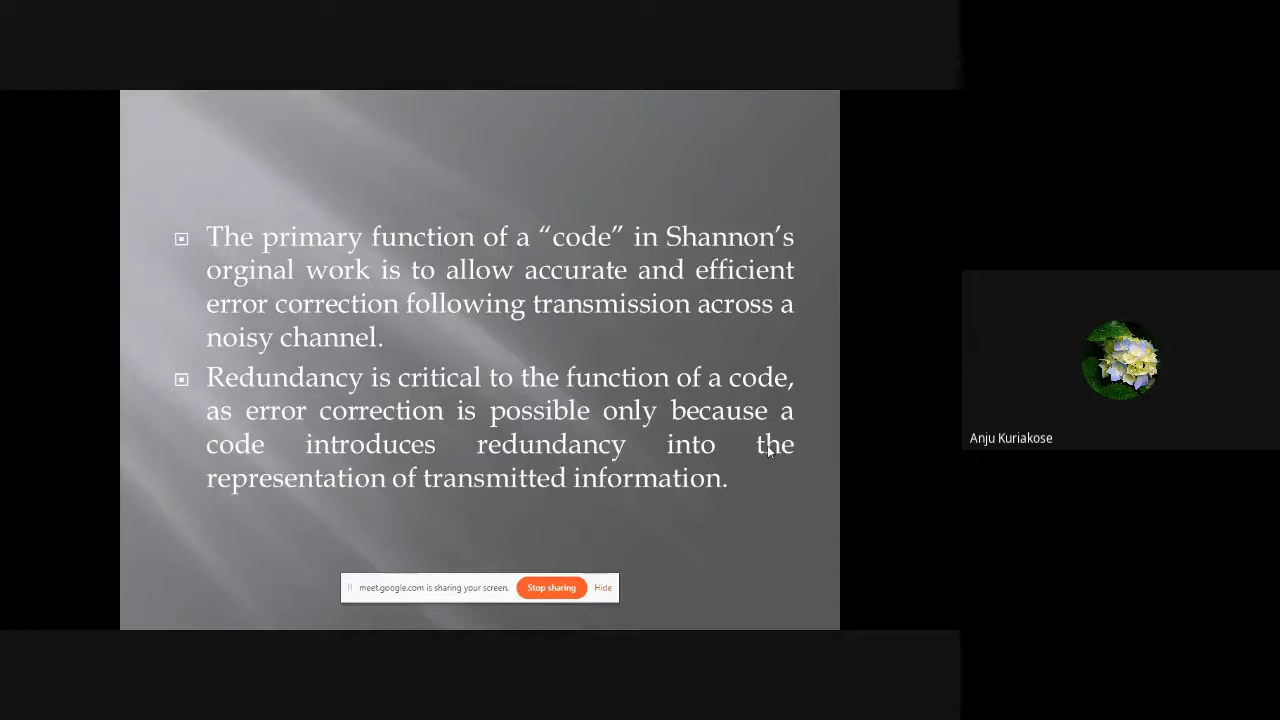 The primary function of a “code” in Shannon’s
orginal work is to allow accurate and efficient
error correction following transmission across a
noisy channel.
Redundancy is critical to the function of a code,
as error correction is possible only because a
code introduces redundancy into the
representation of transmitted information.
meet.google.com is sharing your screen. Stop sharing Hide
Anju Kuriakose